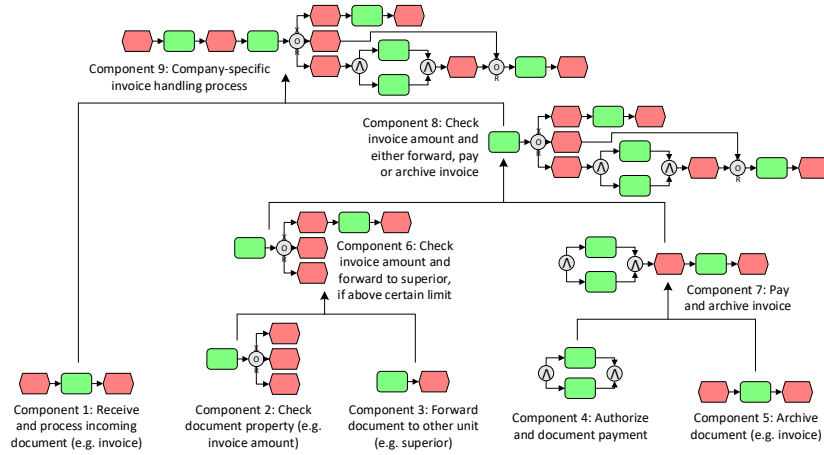 Component 9: Company-specific
invoice handling process
Component 8: Check
invoice amount and
either forward, pay
or archive invoice
Component 6: Check
invoice amount and
forward to superior,
if above certain limit
Component 7: Pay
and archive invoice
Component 1: Receive
and process incoming
document (e.g. invoice)
Component 2: Check
document property (e.g.
invoice amount)
Component 3: Forward
document to other unit
(e.g. superior)
Component 4: Authorize
and document payment
Component 5: Archive
document (e.g. invoice)